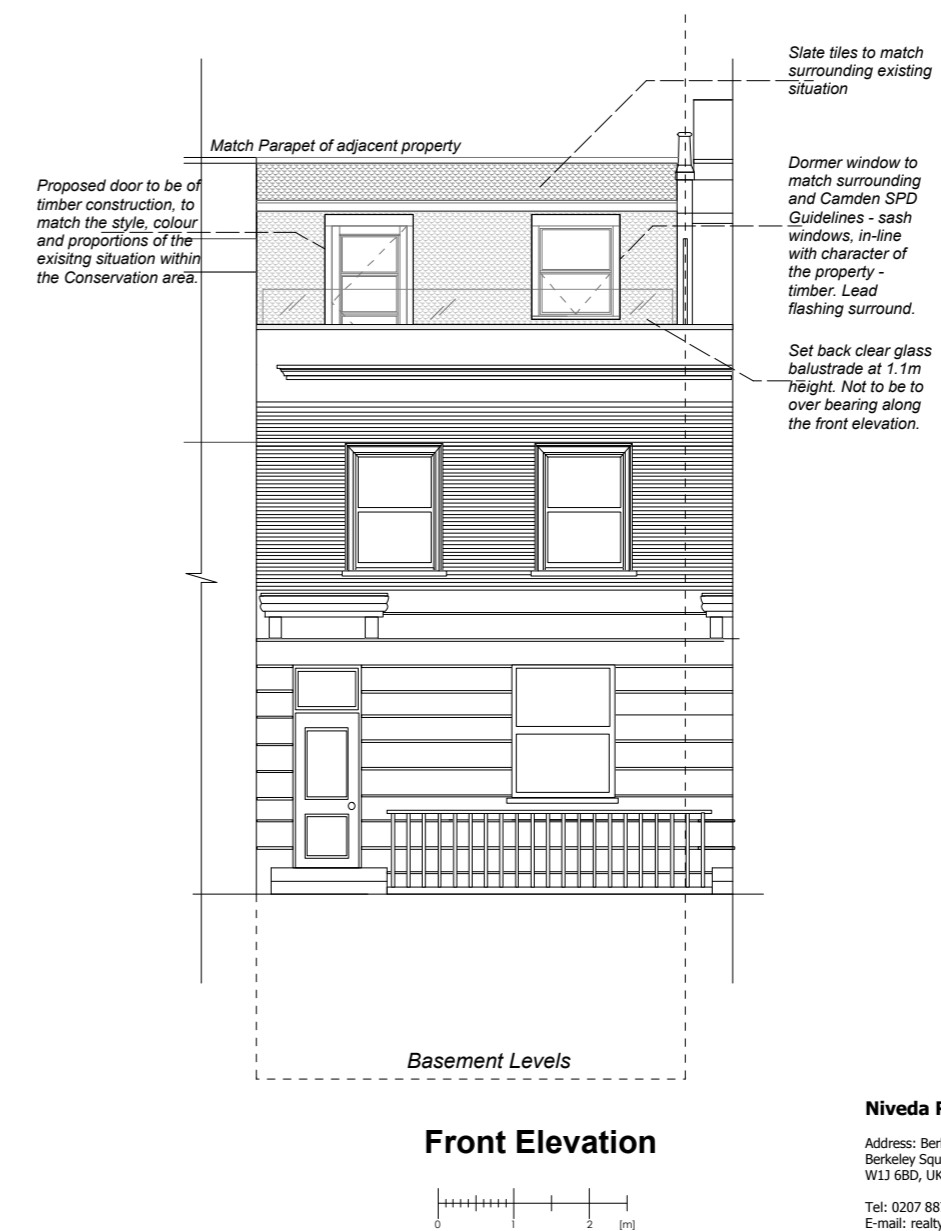 Slate tiles to match
surrounding existing
situation
Match Parapet of adjacent property
Proposed door to be of
timber construction, to
match the style, colour
and proportions of the
exisitng situation within
the Conservation area.
Dormer window to
match surrounding
and Camden SPD
Guidelines - sash
windows, in-line
with character of
the property -
timber. Lead
flashing surround.
Set back clear glass
balustrade at 1.1m
height. Not to be to
over bearing along
the front elevation.
Basement Levels
Front Elevation
0 1 2 [m]
Niveda
Address:
Berkeley
W1J 6BD, UK
Tel: 0207
E-mail: